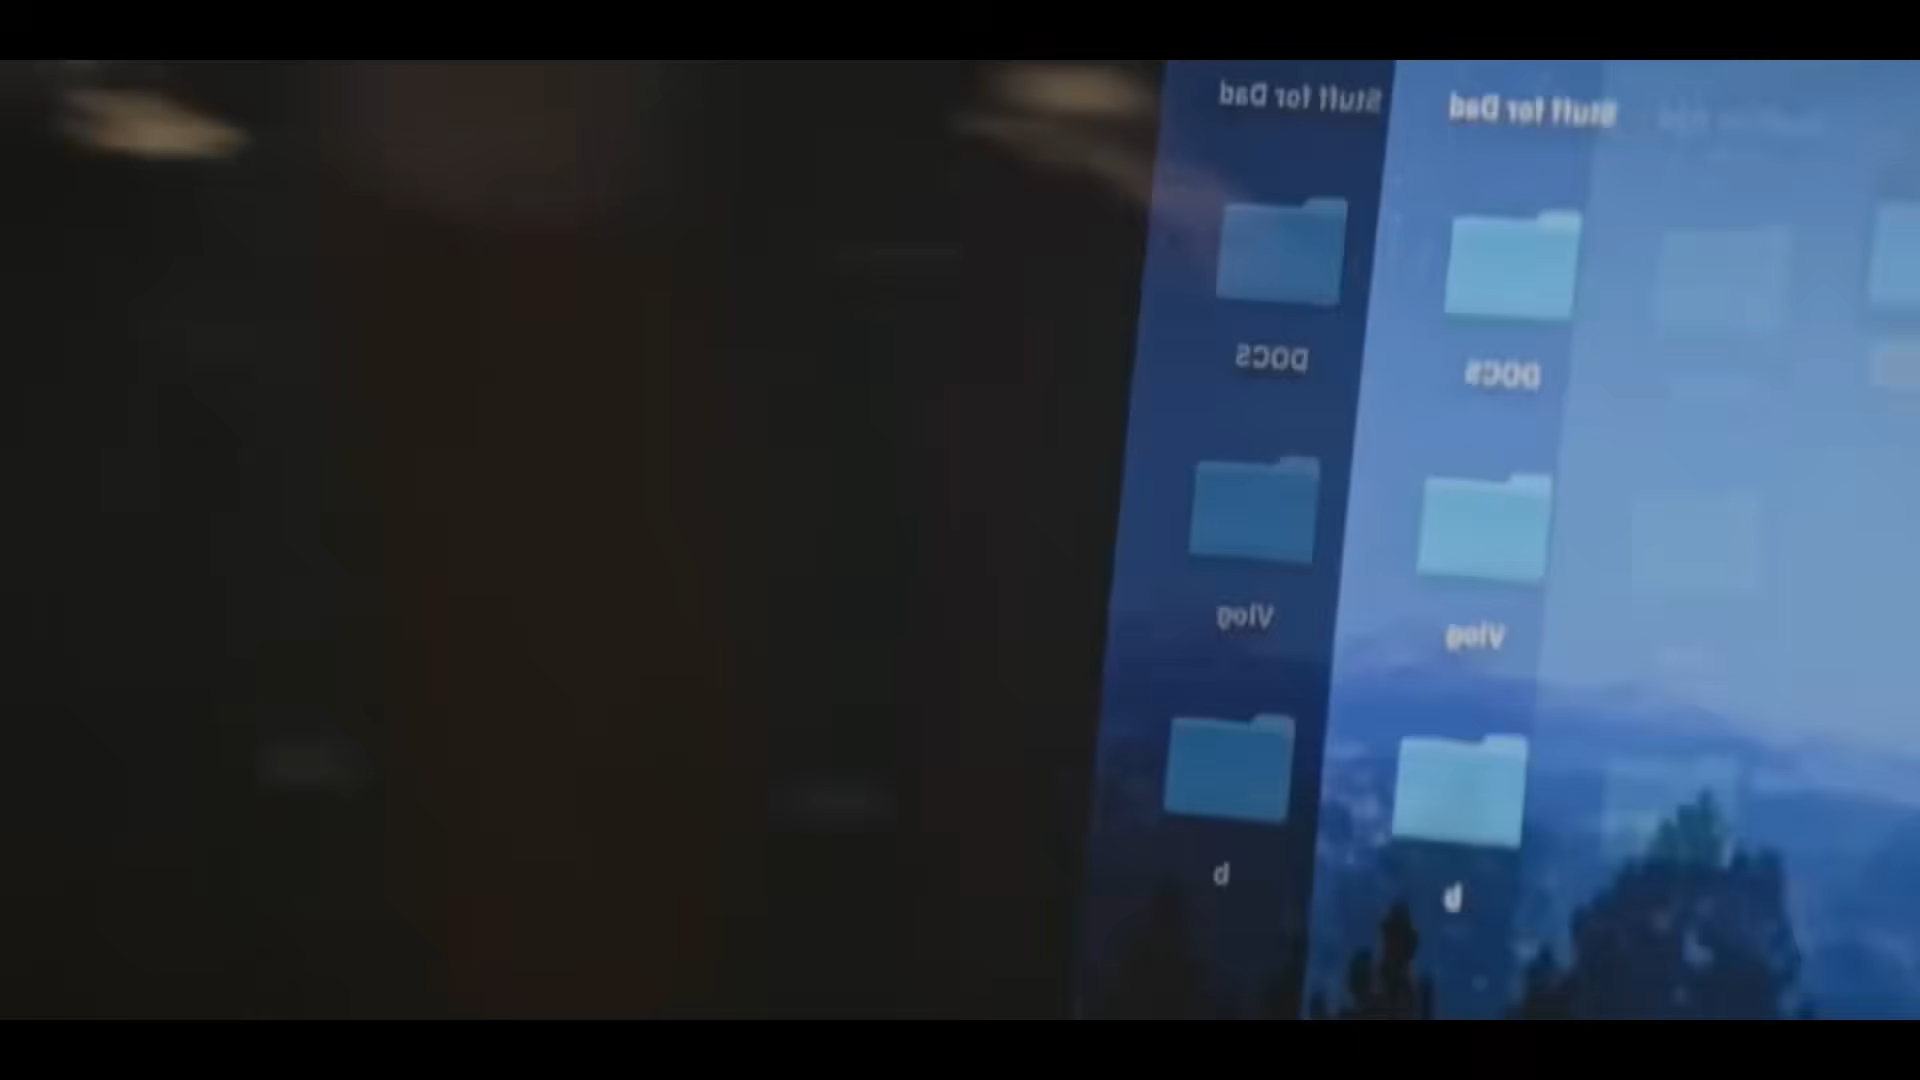 Stuff for Dad
Stuff for Dad
DOCS
DOCS
Vlog
Vlog
d
d